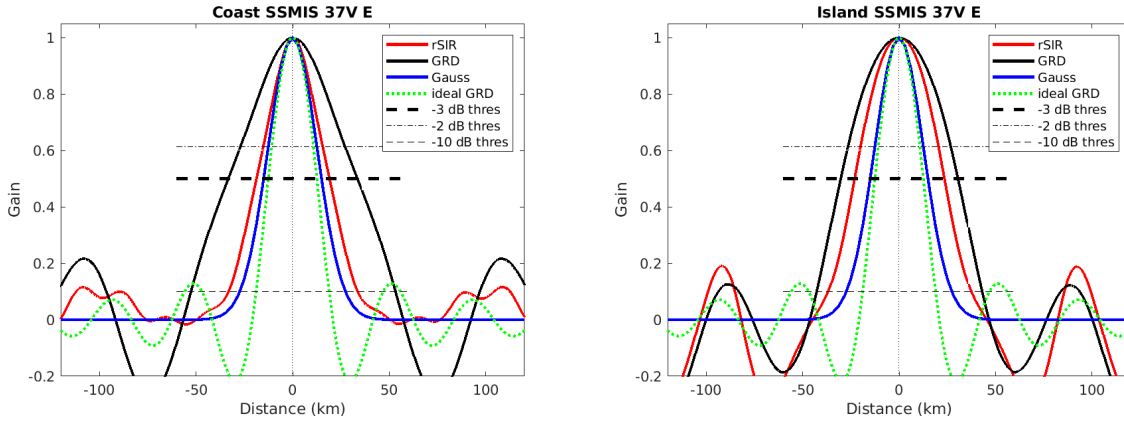 Coast SSMIS 37V E
1
0.8
0.6
0.4
0.2
0
-0.2
Gain
-100
-50
0
50
100
Distance (km)
rSIR
GRD
Gauss
ideal GRD
-3 dB thres
-2 dB thres
-10 dB thres
Island SSMIS 37V E
1
0.8
0.6
0.4
0.2
0
-0.2
Gain
-100
-50
0
50
100
Distance (km)
rSIR
GRD
Gauss
ideal GRD
-3 dB thres
-2 dB thres
-10 dB thres